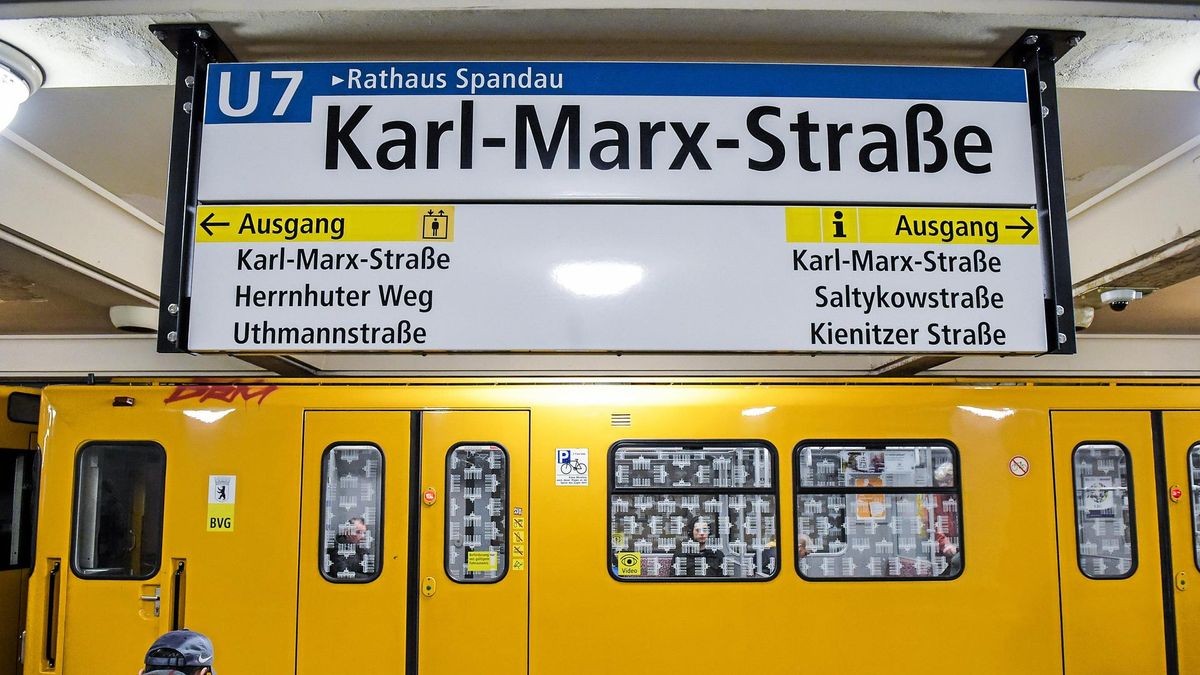 U7
▸Rathaus Spandau
Karl-Marx-Straße
← Ausgang
Karl-Marx-Straße
Herrnhuter Weg
Uthmannstraße
i Ausgang →
Karl-Marx-Straße
Saltykowstraße
Kienitzer Straße
BVG
P
Video